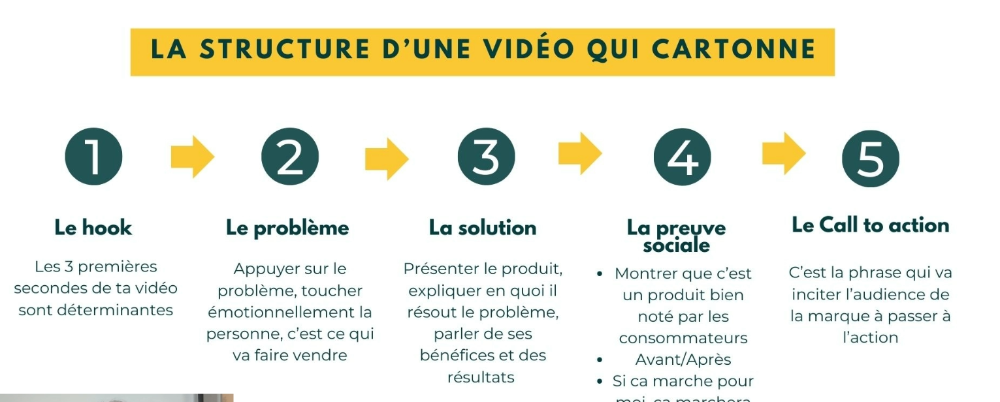 LA STRUCTURE D’UNE VIDÉO QUI CARTONNE
1
2
3
4
5
Le hook
Les 3 premières
secondes de ta vidéo
sont déterminantes
Le problème
Appuyer sur le
problème, toucher
émotionnellement la
personne, c’est ce qui
va faire vendre
La solution
Présenter le produit,
expliquer en quoi il
résout le problème,
parler de ses
bénéfices et des
résultats
La preuve
sociale
• Montrer que c’est
un produit bien
noté par les
consommateurs
• Avant/Après
• Si ca marche pour
moi, ça marchera
Le Call to action
C’est la phrase qui va
inciter l’audience de
la marque à passer à
l’action